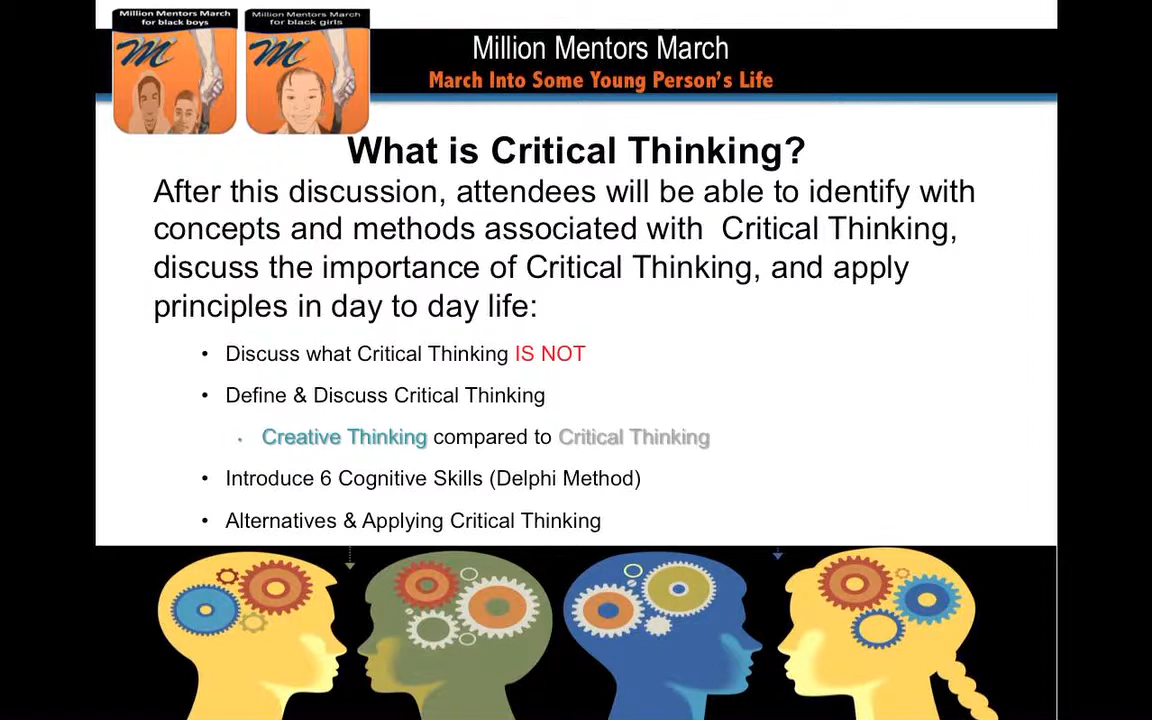 Million Mentors March
for black boys
Million Mentors March
for black girls
Million Mentors March
March Into Some Young Person's Life
What is Critical Thinking?
After this discussion, attendees will be able to identify with
concepts and methods associated with Critical Thinking,
discuss the importance of Critical Thinking, and apply
principles in day to day life:
• Discuss what Critical Thinking IS NOT
• Define & Discuss Critical Thinking
• Creative Thinking compared to Critical Thinking
• Introduce 6 Cognitive Skills (Delphi Method)
• Alternatives & Applying Critical Thinking